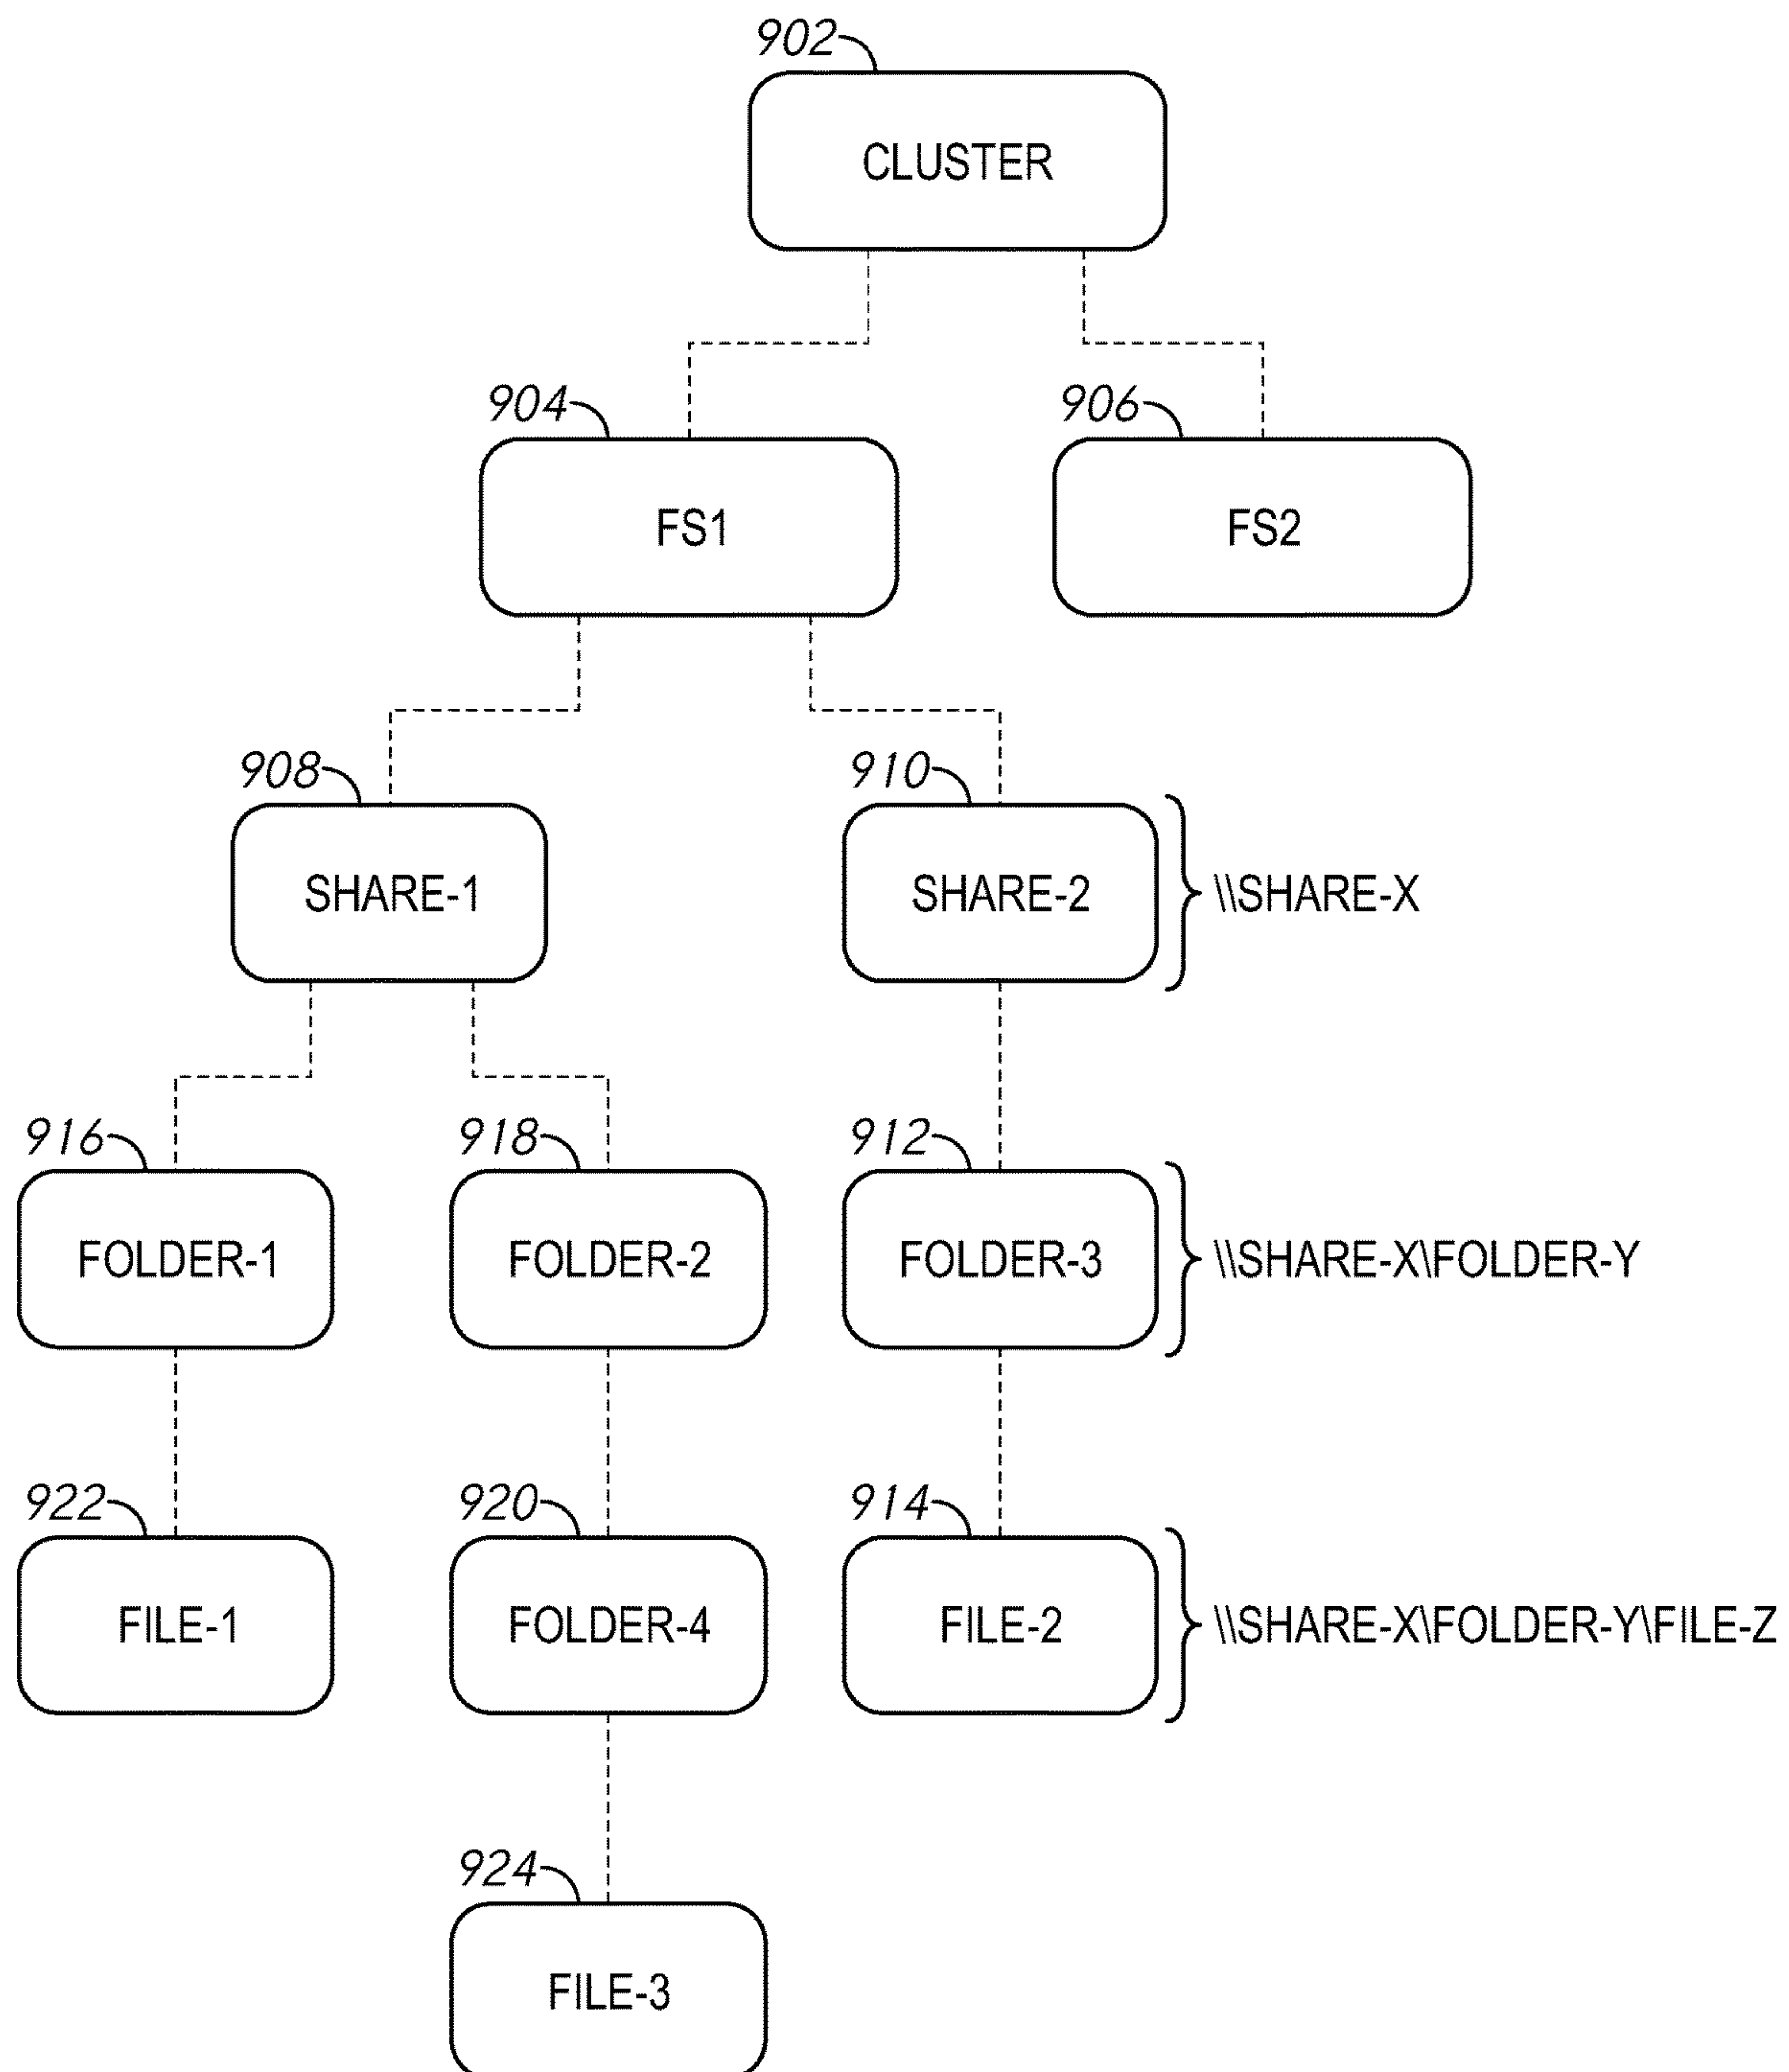 902
CLUSTER
904
906
FS1
FS2
908
910
SHARE-1
SHARE-2
\\SHARE-X
916
918
912
FOLDER-1
FOLDER-2
FOLDER-3
\\SHARE-X\FOLDER-Y
922
920
914
FILE-1
FOLDER-4
FILE-2
\\SHARE-X\FOLDER-Y\FILE-Z
924
FILE-3